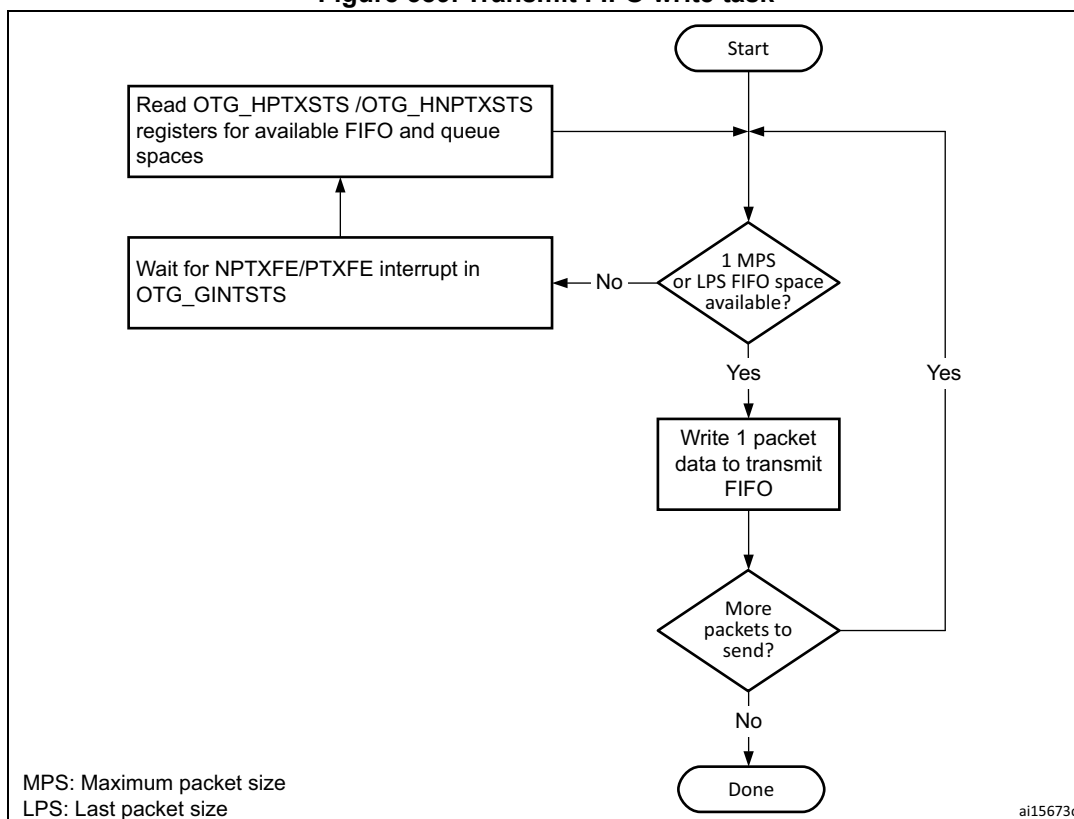 Start
Read OTG_HPTXSTS /OTG_HNPTXSTS
registers for available FIFO and queue
spaces
1 MPS
or LPS FIFO space
available?
No
Wait for NPTXFE/PTXFE interrupt in
OTG_GINTSTS
Yes
Yes
Write 1 packet
data to transmit
FIFO
More
packets to
send?
No
Done
MPS: Maximum packet size
LPS: Last packet size